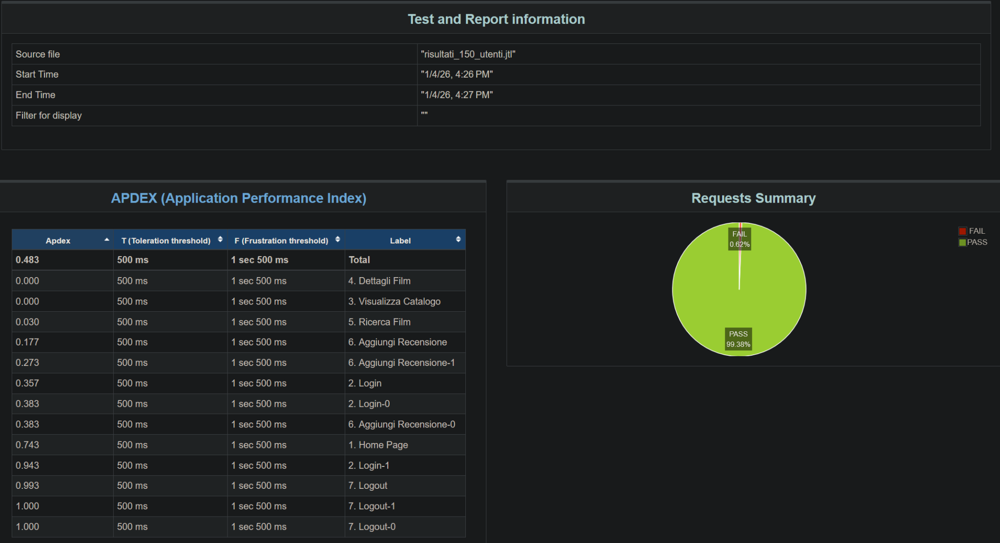 Test and Report information
Source file "risultati_150_utenti.jtl"
Start Time "1/4/26, 4:26 PM"
End Time "1/4/26, 4:27 PM"
Filter for display ""
APDEX (Application Performance Index)
Apdex T (Toleration threshold) F (Frustration threshold) Label
0.483 500 ms 1 sec 500 ms Total
0.000 500 ms 1 sec 500 ms 4. Dettagli Film
0.000 500 ms 1 sec 500 ms 3. Visualizza Catalogo
0.030 500 ms 1 sec 500 ms 5. Ricerca Film
0.177 500 ms 1 sec 500 ms 6. Aggiungi Recensione
0.273 500 ms 1 sec 500 ms 6. Aggiungi Recensione-1
0.357 500 ms 1 sec 500 ms 2. Login
0.383 500 ms 1 sec 500 ms 2. Login-0
0.383 500 ms 1 sec 500 ms 6. Aggiungi Recensione-0
0.743 500 ms 1 sec 500 ms 1. Home Page
0.943 500 ms 1 sec 500 ms 2. Login-1
0.993 500 ms 1 sec 500 ms 7. Logout
1.000 500 ms 1 sec 500 ms 7. Logout-1
1.000 500 ms 1 sec 500 ms 7. Logout-0
Requests Summary
FAIL
0.62%
PASS
99.38%
FAIL
PASS